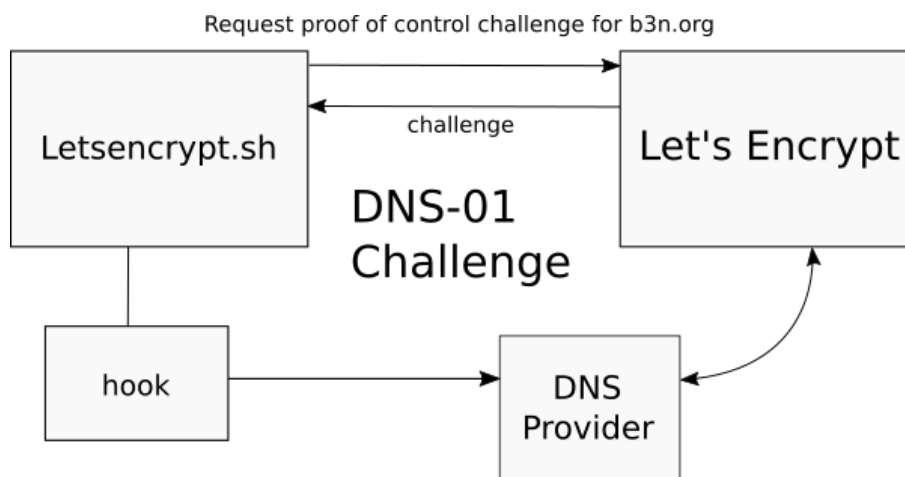 Request proof of control challenge for b3n.org
Letsencrypt.sh
challenge
Let's Encrypt
DNS-01
Challenge
hook
DNS
Provider